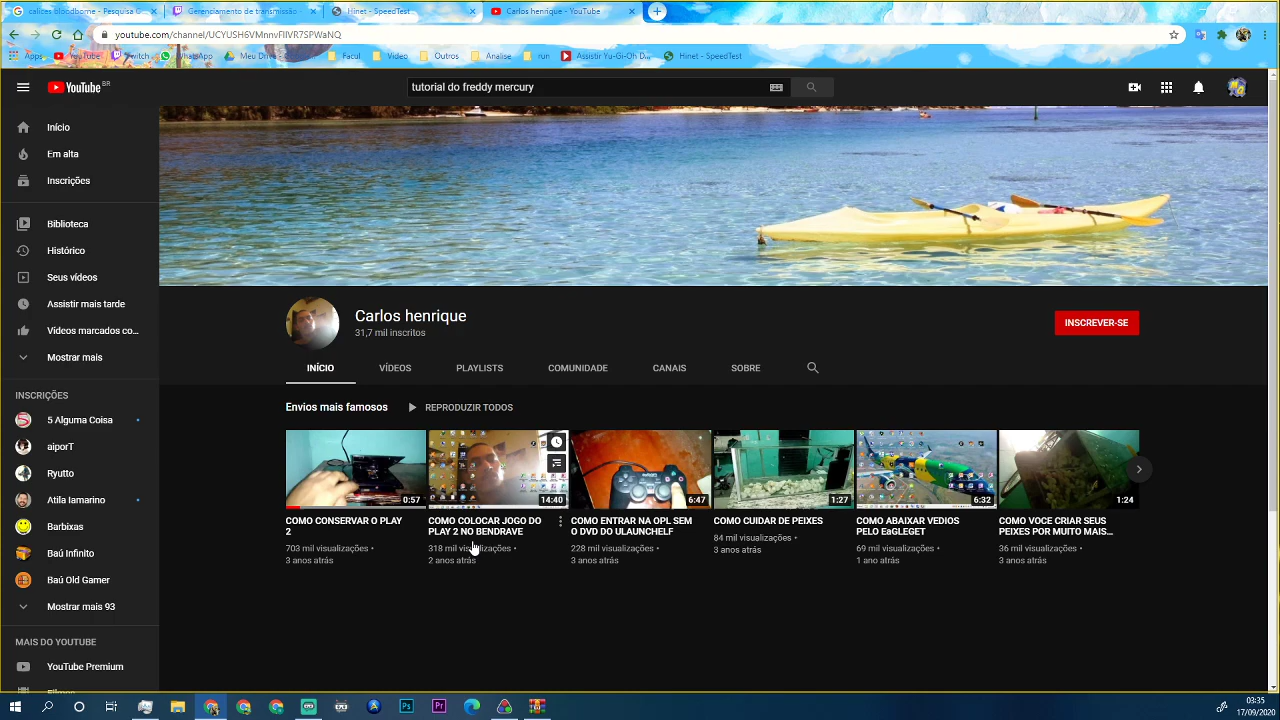 calices bloodborne - Pesquisa G
Gerenciamento de transmissão
Hinet - SpeedTest
Carlos henrique - YouTube
youtube.com/channel/UCYUSH6VMnnvFIIVR7SPWaNQ
Apps
YouTube
Twitch
WhatsApp
Meu Drive
Facul
Video
Outros
Animes
run
Assistir Yu-Gi-Oh D...
Hinet - SpeedTest
YouTube BR
tutorial do freddy mercury
Início
Em alta
Inscrições
Biblioteca
Histórico
Seus vídeos
Assistir mais tarde
Vídeos marcados co...
Mostrar mais
INSCRIÇÕES
5 Alguma Coisa
aiporT
Ryutto
Atila Iamarino
Barbixas
Baú Infinito
Baú Old Gamer
Mostrar mais 93
MAIS DO YOUTUBE
YouTube Premium
Carlos henrique
31,7 mil inscritos
INSCREVER-SE
INÍCIO
VÍDEOS
PLAYLISTS
COMUNIDADE
CANAIS
SOBRE
Envios mais famosos
REPRODUZIR TODOS
0:57
COMO CONSERVAR O PLAY
2
703 mil visualizações •
3 anos atrás
14:40
COMO COLOCAR JOGO DO
PLAY 2 NO BENDRAVE
318 mil visualizações •
2 anos atrás
6:47
COMO ENTRAR NA OPL SEM
O DVD DO ULAUNCHELF
228 mil visualizações •
3 anos atrás
1:27
COMO CUIDAR DE PEIXES
84 mil visualizações •
3 anos atrás
6:32
COMO ABAIXAR VEDIOS
PELO EaGLEGET
69 mil visualizações •
1 ano atrás
1:24
COMO VOCE CRIAR SEUS
PEIXES POR MUITO MAIS...
36 mil visualizações •
3 anos atrás
03:35
17/09/2020